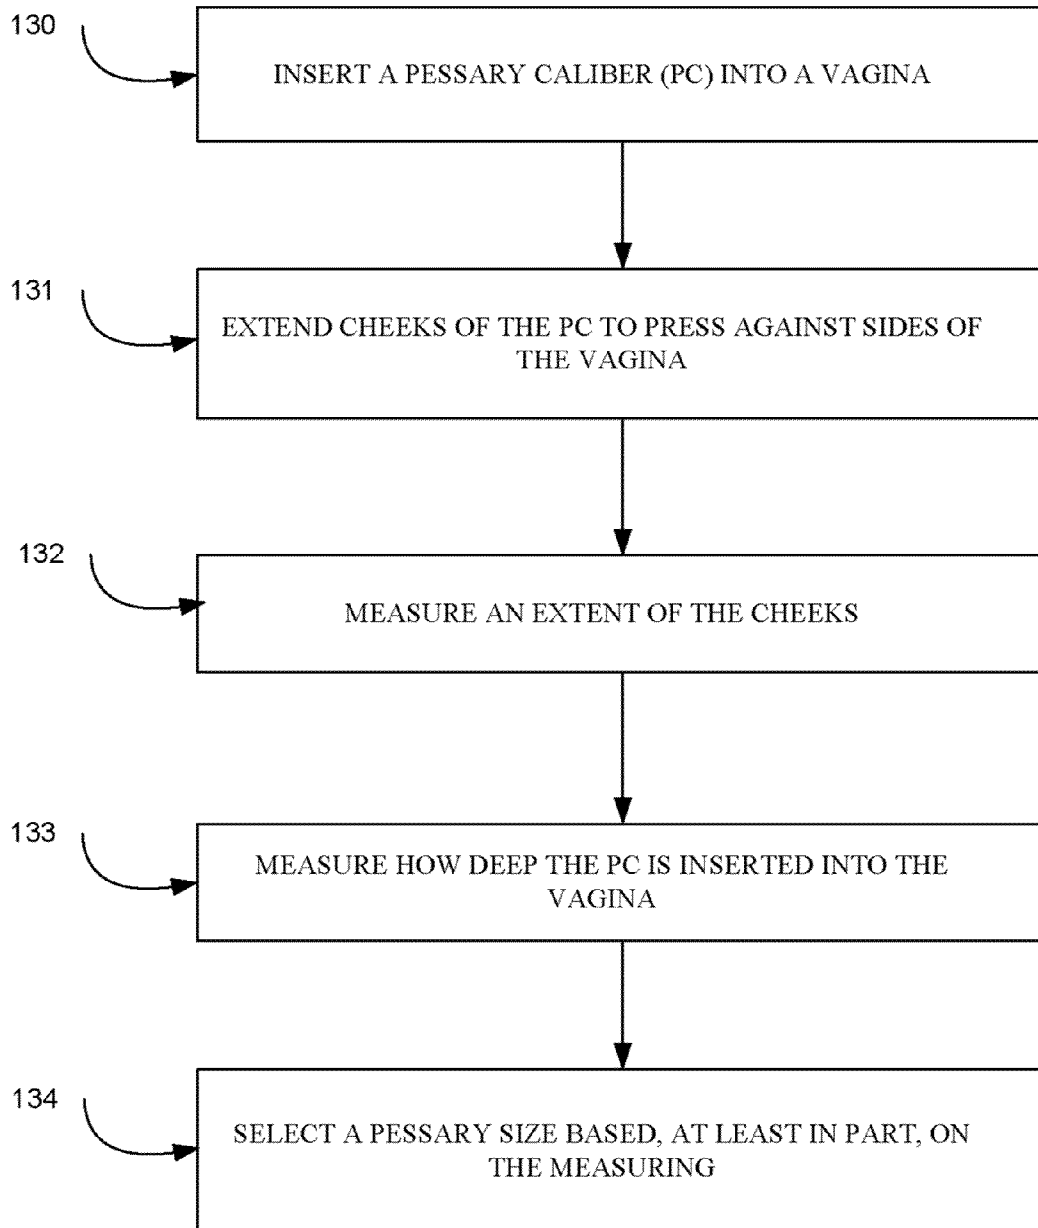 130
INSERT A PESSARY CALIBER (PC) INTO A VAGINA
131
EXTEND CHEEKS OF THE PC TO PRESS AGAINST SIDES OF
THE VAGINA
132
MEASURE AN EXTENT OF THE CHEEKS
133
MEASURE HOW DEEP THE PC IS INSERTED INTO THE
VAGINA
134
SELECT A PESSARY SIZE BASED, AT LEAST IN PART, ON
THE MEASURING